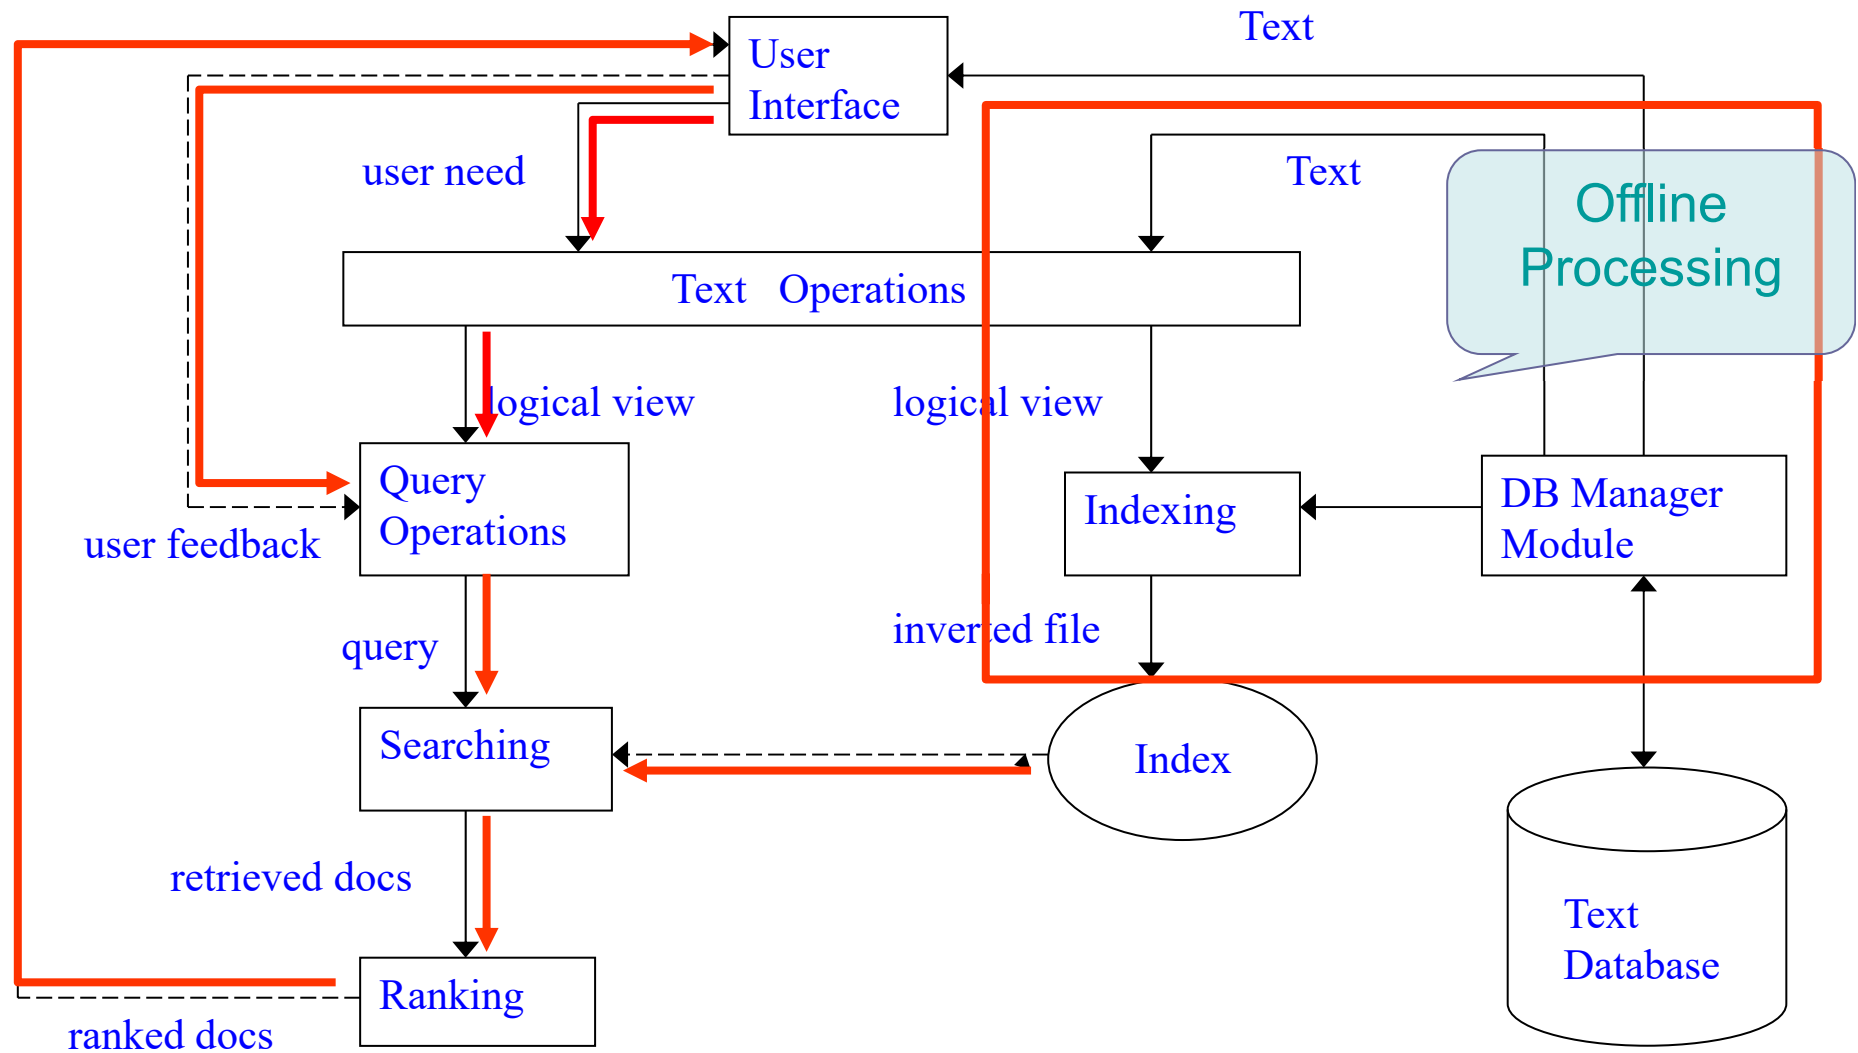 Text
User
Interface
user need
Text
Offline
Processing
Text Operations
logical view
logical view
Query
Operations
Indexing
DB Manager
Module
user feedback
query
inverted file
Searching
Index
retrieved docs
Text
Database
Ranking
ranked docs